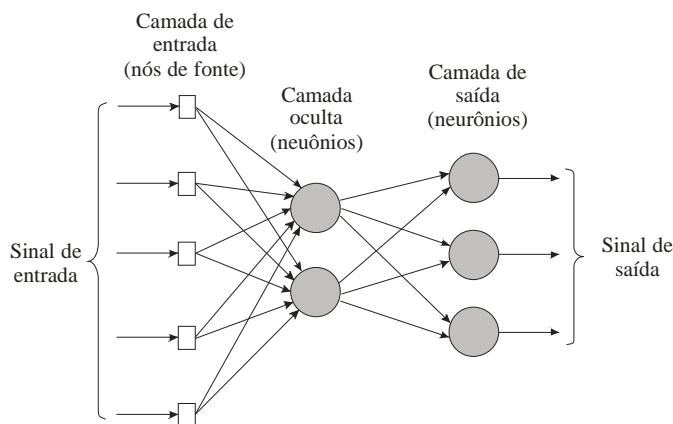 Camada de
entrada
(nós de fonte)
Camada
oculta
(neuônios)
Camada de
saída
(neurônios)
Sinal de
entrada
Sinal de
saída